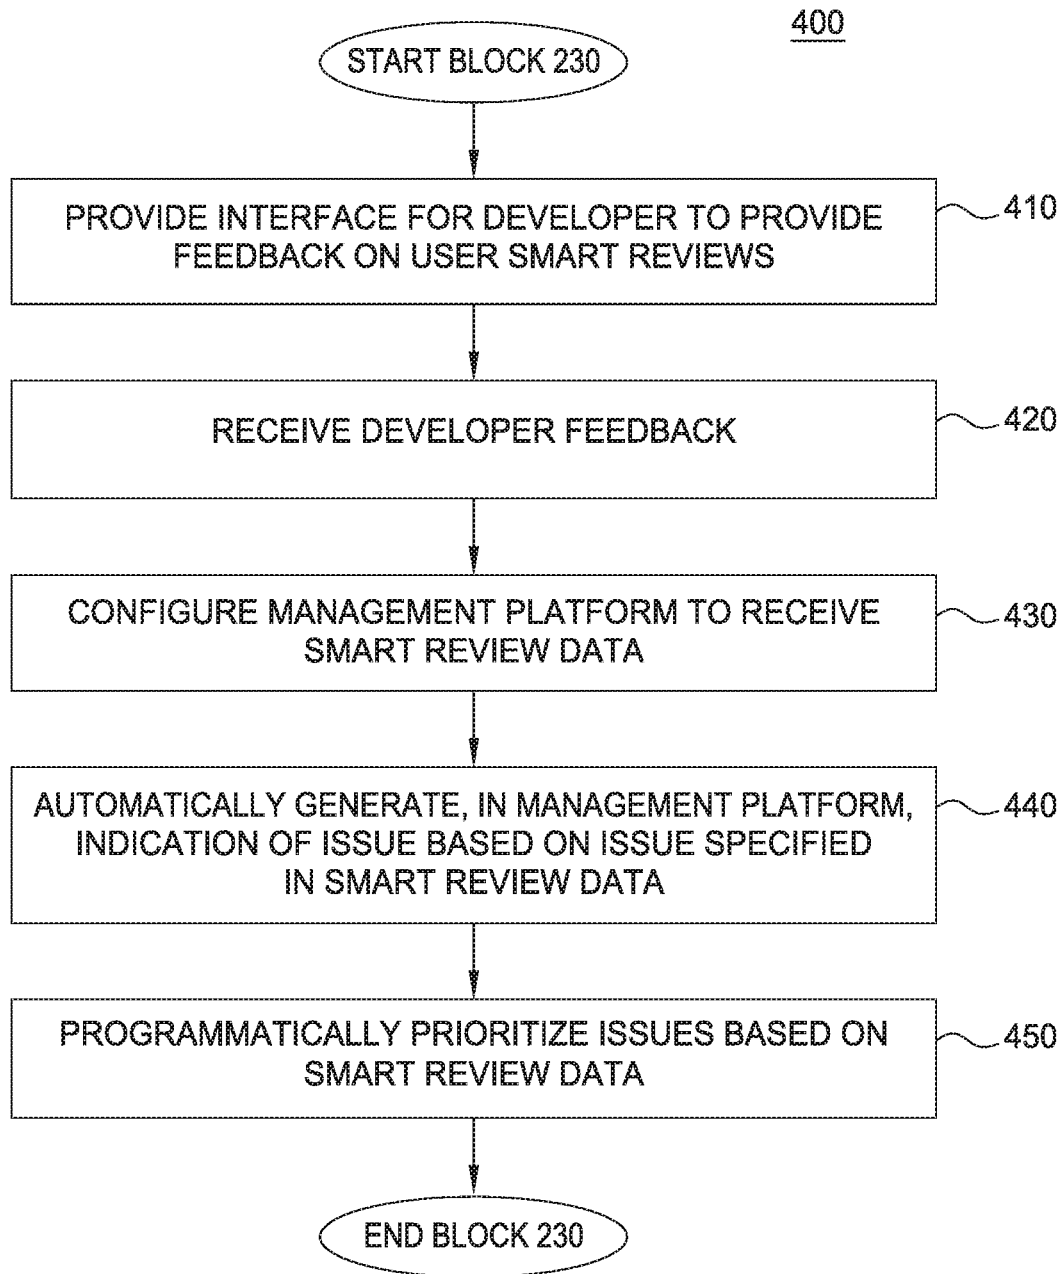 400
START BLOCK 230
PROVIDE INTERFACE FOR DEVELOPER TO PROVIDE
FEEDBACK ON USER SMART REVIEWS
410
RECEIVE DEVELOPER FEEDBACK
420
CONFIGURE MANAGEMENT PLATFORM TO RECEIVE
SMART REVIEW DATA
430
AUTOMATICALLY GENERATE, IN MANAGEMENT PLATFORM,
INDICATION OF ISSUE BASED ON ISSUE SPECIFIED
IN SMART REVIEW DATA
440
PROGRAMMATICALLY PRIORITIZE ISSUES BASED ON
SMART REVIEW DATA
450
END BLOCK 230